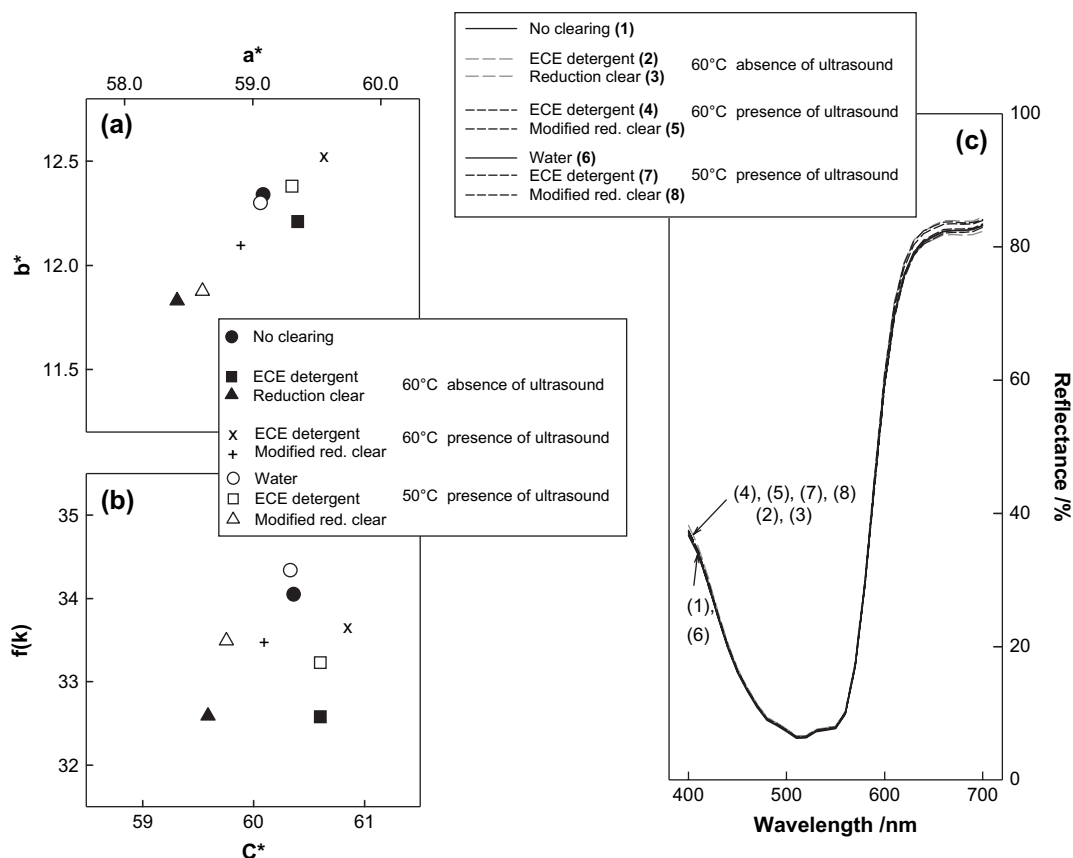 a*
58.0 59.0 60.0
(a)
12.5
12.0
11.5
b*
No clearing
ECE detergent
Reduction clear
60°C absence of ultrasound
ECE detergent
Modified red. clear
60°C presence of ultrasound
Water
ECE detergent
Modified red. clear
50°C presence of ultrasound
(b)
35
34
33
32
f(k)
59 60 61
C*
No clearing (1)
ECE detergent (2)
Reduction clear (3)
60°C absence of ultrasound
ECE detergent (4)
Modified red. clear (5)
60°C presence of ultrasound
Water (6)
ECE detergent (7)
Modified red. clear (8)
50°C presence of ultrasound
(c)
100
80
60
40
20
0
Reflectance /%
(4), (5), (7), (8)
(2), (3)
(1),
(6)
400 500 600 700
Wavelength /nm